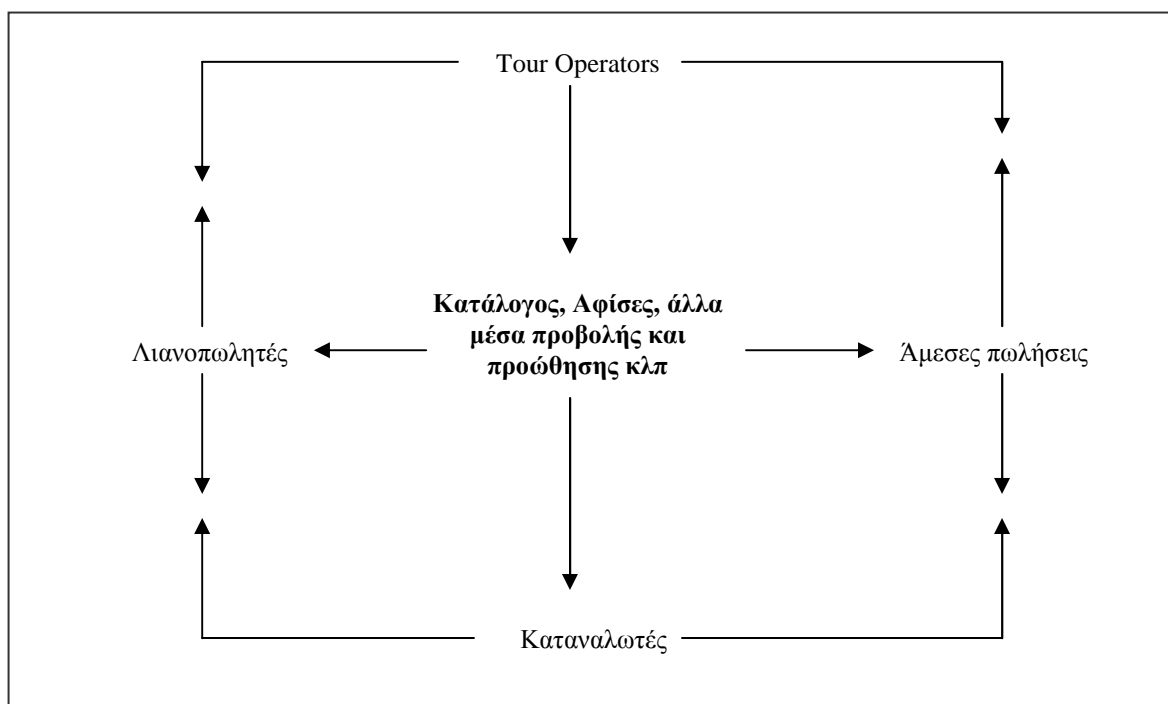 Tour Operators
Κατάλογος, Αφίσες, άλλα
μέσα προβολής και
προώθησης κλπ
Λιανοπωλητές
Άμεσες πωλήσεις
Καταναλωτές